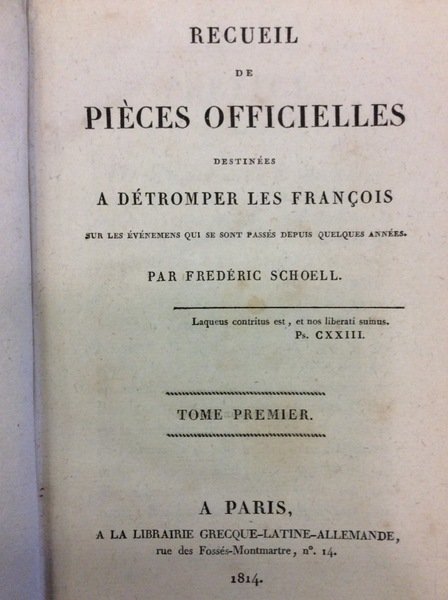 RECUEIL
DE
PIÈCES OFFICIELLES
DESTINÉES
A DÉTROMPER LES FRANÇOIS
SUR LES ÉVÉNEMENS QUI SE SONT PASSÉS DEPUIS QUELQUES ANNÉES.
PAR FREDÉRIC SCHOELL.
Laqueus contritus est, et nos liberati sumus.
Ps. CXXIII.
TOME PREMIER.
A PARIS,
A LA LIBRAIRIE GRECQUE-LATINE-ALLEMANDE,
rue des Fossés-Montmartre, n°. 14.
1814.